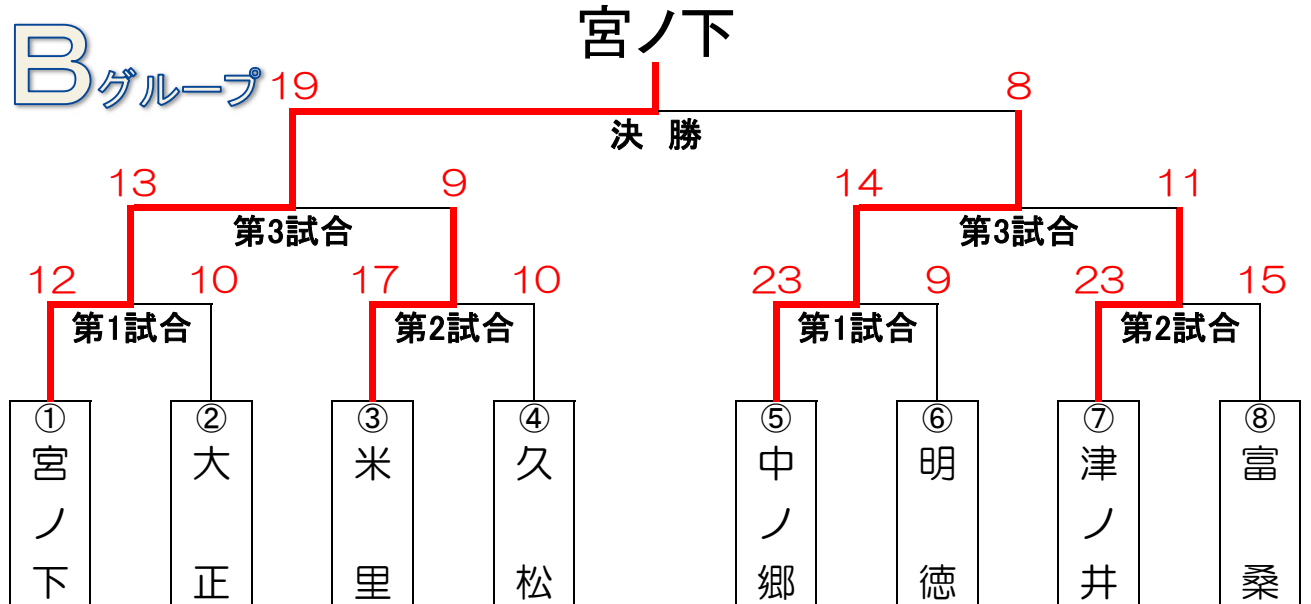 宮ノ下
Bグループ
19 8
決勝
13 9 14 11
第3試合 第3試合
12 10 17 10 23 9 23 15
第1試合 第2試合 第1試合 第2試合
① ② ③ ④ ⑤ ⑥ ⑦ ⑧
宮ノ下
大正
米里
久松
中ノ郷
明徳
津ノ井
富桑